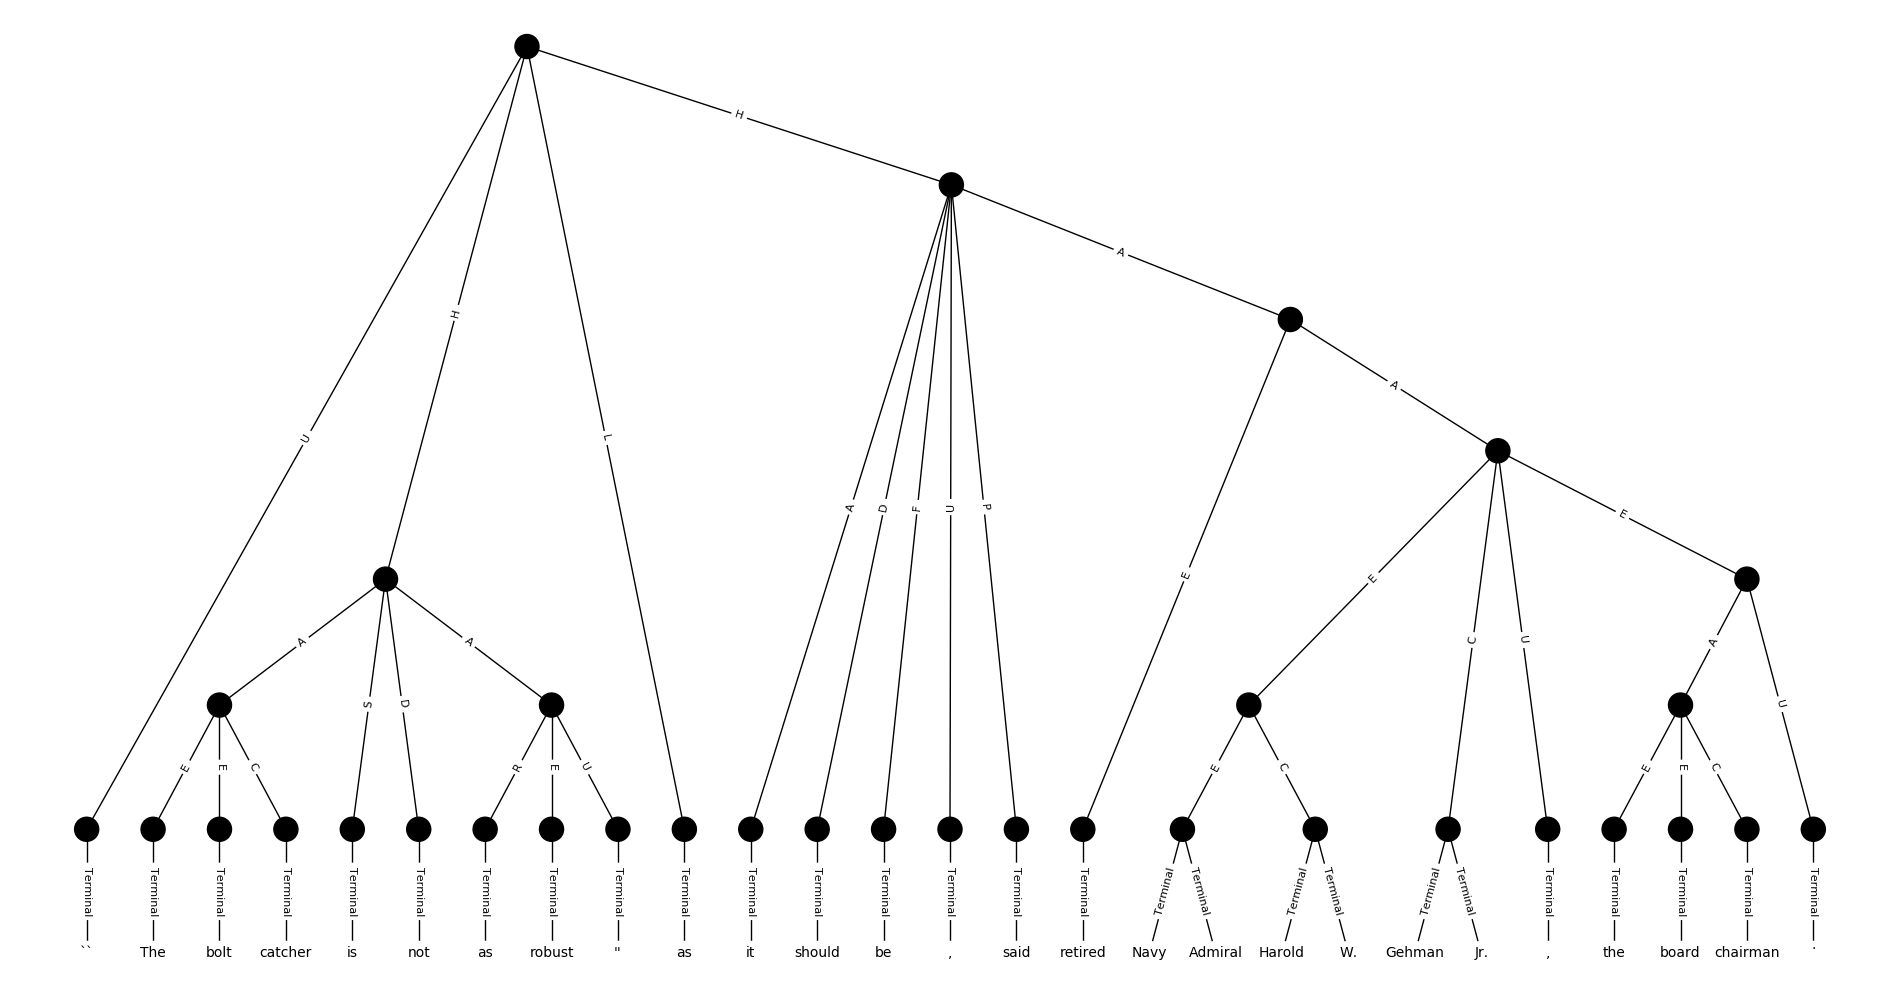 H
A
H
A
U
L
A
D
F
U
P
E
E
E
A
A
C
U
A
S
D
U
E
E
C
R
E
U
E
C
E
E
C
Terminal Terminal Terminal Terminal Terminal Terminal Terminal Terminal Terminal Terminal Terminal Terminal Terminal Terminal Terminal Terminal Terminal Terminal Terminal Terminal Terminal Terminal Terminal Terminal Terminal Terminal Terminal
`` The bolt catcher is not as robust " as it should be , said retired Navy Admiral Harold W. Gehman Jr. , the board chairman .